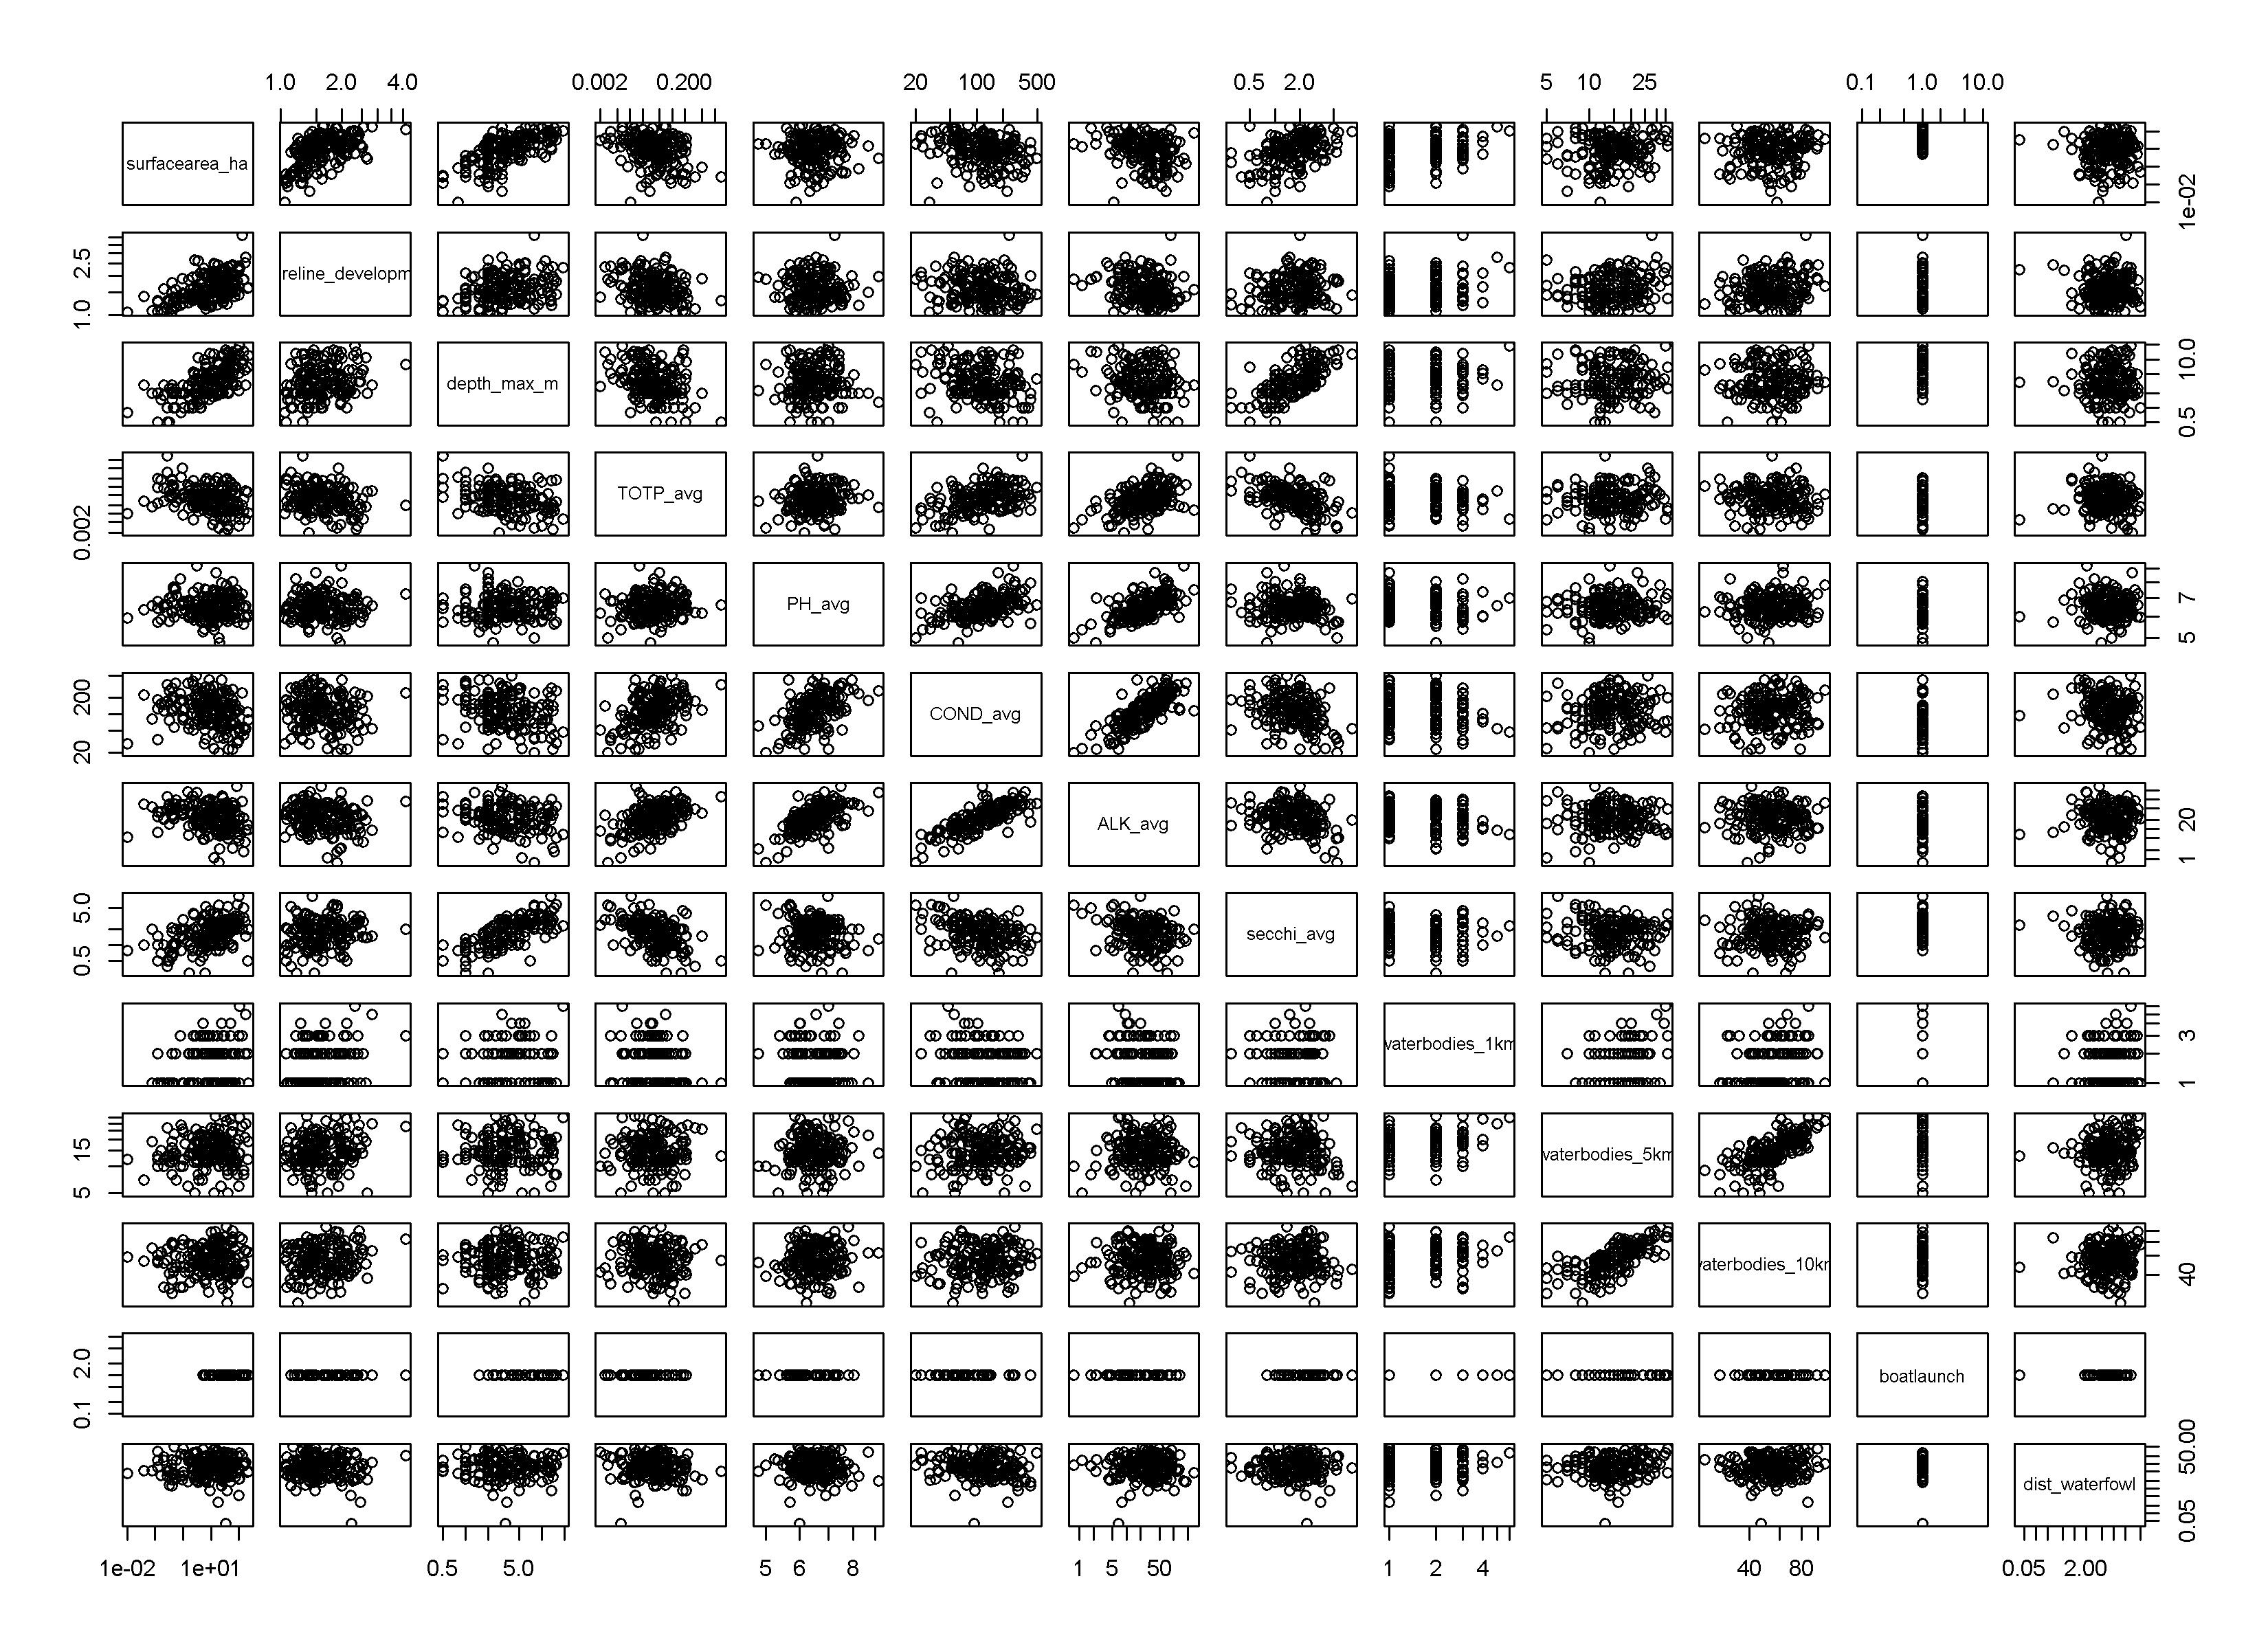 1.0 2.0 4.0 0.002 0.200 20 100 500 0.5 2.0 5 10 25 0.1 1.0 10.0
surfacearea_ha 1e-02
1.0 2.5 reline_developm
depth_max_m 0.5 10.0
0.002 TOTP_avg
PH_avg 5 7
20 200 COND_avg
ALK_avg 1 20
0.5 5.0 secchi_avg
waterbodies_1km 1 3
5 15 waterbodies_5km
waterbodies_10km 40
0.1 2.0 boatlaunch
dist_waterfowl 0.05 50.00
1e-02 1e+01 0.5 5.0 5 6 8 1 5 50 1 2 4 40 80 0.05 2.00